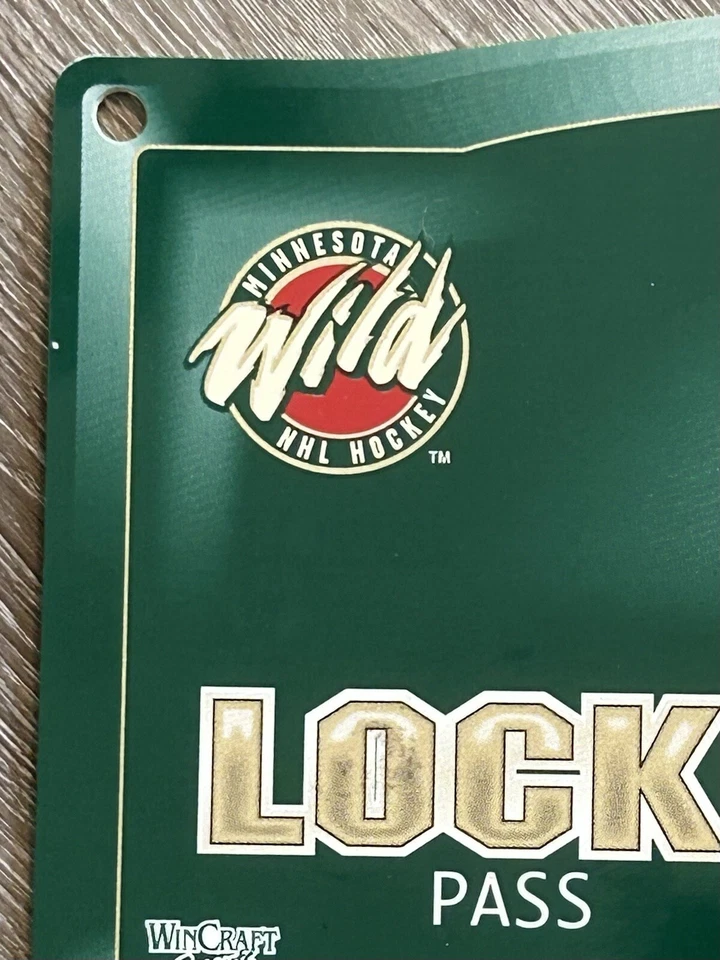 MINNESOTA
Wild
NHL HOCKEY
TM
LOCK
PASS
WINCRAFT